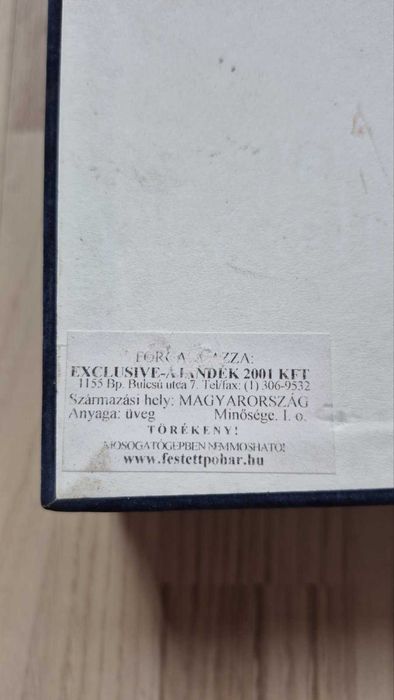 FORGALMAZZA:
EXCLUSIVE-AJÁNDÉK 2001 KFT
1155 Bp. Bulcsú utca 7. Tel/fax: (1) 306-9532
Származási hely: MAGYARORSZÁG
Anyaga: üveg Minősége. I. o.
TÖRÉKENY!
MOSOGATÓGÉPBEN NEM MOSHATÓ!
www.festettpohar.hu